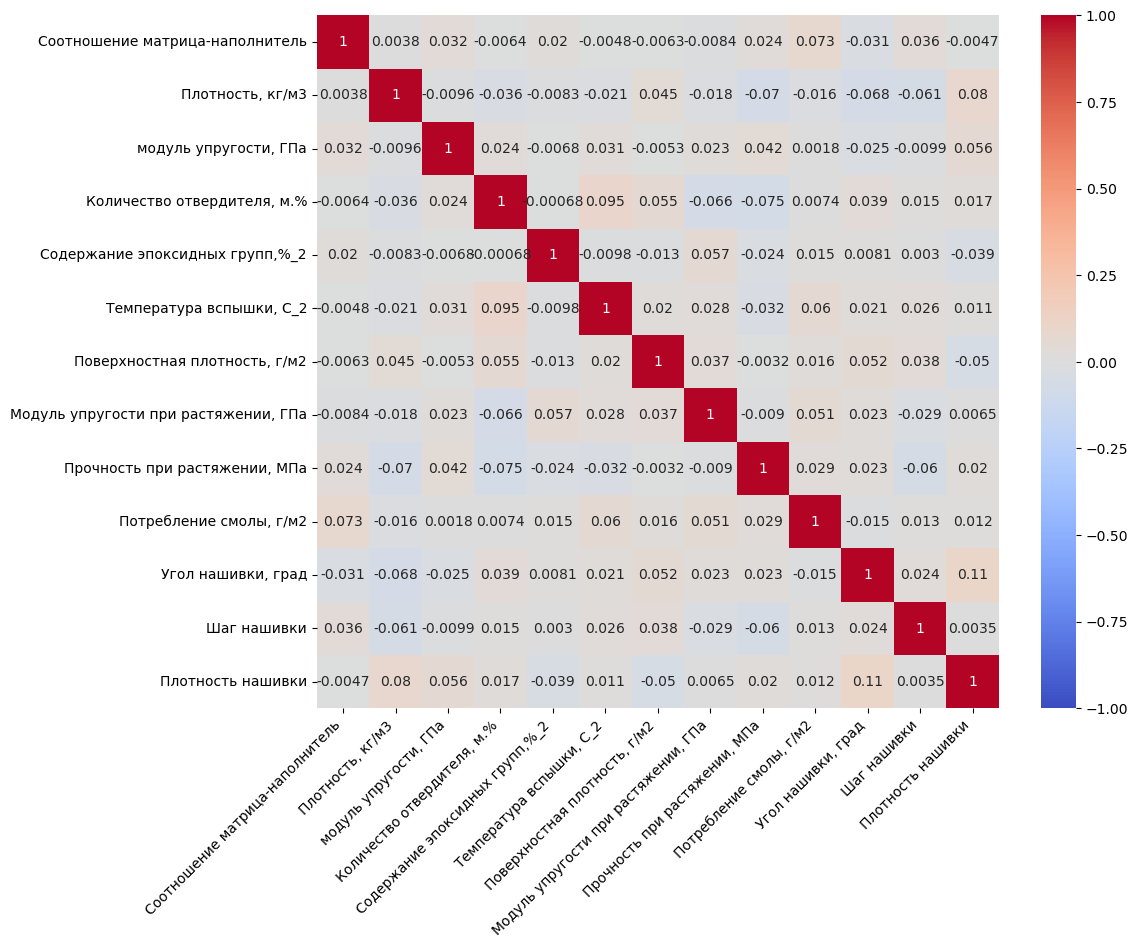 Соотношение матрица-наполнитель 1 0.0038 0.032 -0.0064 0.02 -0.0048 -0.0063 -0.0084 0.024 0.073 -0.031 0.036 -0.0047
Плотность, кг/м3 0.0038 1 -0.0096 -0.036 -0.0083 -0.021 0.045 -0.018 -0.07 -0.016 -0.068 -0.061 0.08
модуль упругости, ГПа 0.032 -0.0096 1 0.024 -0.0068 0.031 -0.0053 0.023 0.042 0.0018 -0.025 -0.0099 0.056
Количество отвердителя, м.% -0.0064 -0.036 0.024 1 -0.00068 0.095 0.055 -0.066 -0.075 0.0074 0.039 0.015 0.017
Содержание эпоксидных групп,%_2 0.02 -0.0083 -0.0068 -0.00068 1 -0.0098 -0.013 0.057 -0.024 0.015 0.0081 0.003 -0.039
Температура вспышки, С_2 -0.0048 -0.021 0.031 0.095 -0.0098 1 0.02 0.028 -0.032 0.06 0.021 0.026 0.011
Поверхностная плотность, г/м2 -0.0063 0.045 -0.0053 0.055 -0.013 0.02 1 0.037 -0.0032 0.016 0.052 0.038 -0.05
Модуль упругости при растяжении, ГПа -0.0084 -0.018 0.023 -0.066 0.057 0.028 0.037 1 -0.009 0.051 0.023 -0.029 0.0065
Прочность при растяжении, МПа 0.024 -0.07 0.042 -0.075 -0.024 -0.032 -0.0032 -0.009 1 0.029 0.023 -0.06 0.02
Потребление смолы, г/м2 0.073 -0.016 0.0018 0.0074 0.015 0.06 0.016 0.051 0.029 1 -0.015 0.013 0.012
Угол нашивки, град -0.031 -0.068 -0.025 0.039 0.0081 0.021 0.052 0.023 0.023 -0.015 1 0.024 0.11
Шаг нашивки 0.036 -0.061 -0.0099 0.015 0.003 0.026 0.038 -0.029 -0.06 0.013 0.024 1 0.0035
Плотность нашивки -0.0047 0.08 0.056 0.017 -0.039 0.011 -0.05 0.0065 0.02 0.012 0.11 0.0035 1
Соотношение матрица-наполнитель
Плотность, кг/м3
модуль упругости, ГПа
Количество отвердителя, м.%
Содержание эпоксидных групп,%_2
Температура вспышки, С_2
Поверхностная плотность, г/м2
Модуль упругости при растяжении, ГПа
Прочность при растяжении, МПа
Потребление смолы, г/м2
Угол нашивки, град
Шаг нашивки
Плотность нашивки
1.00
0.75
0.50
0.25
0.00
−0.25
−0.50
−0.75
−1.00